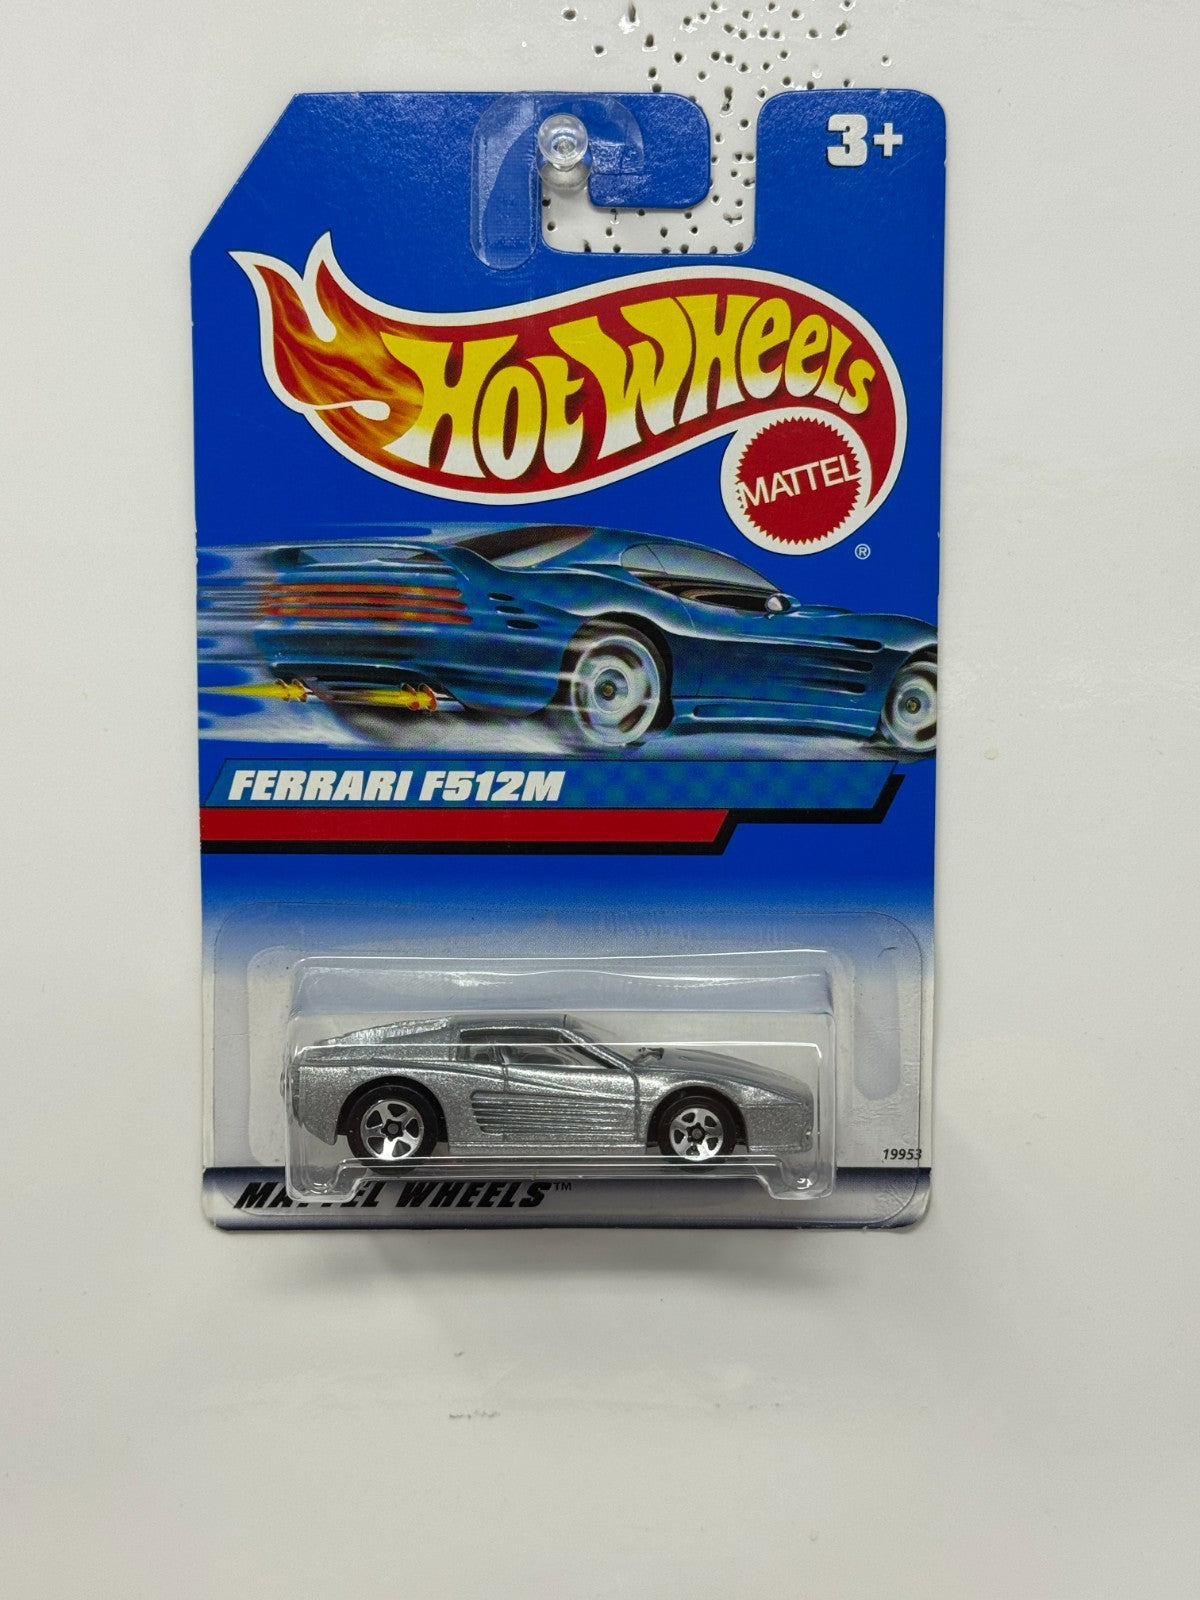 3+
Hot Wheels
MATTEL
®
FERRARI F512M
19953
MATTEL WHEELS™